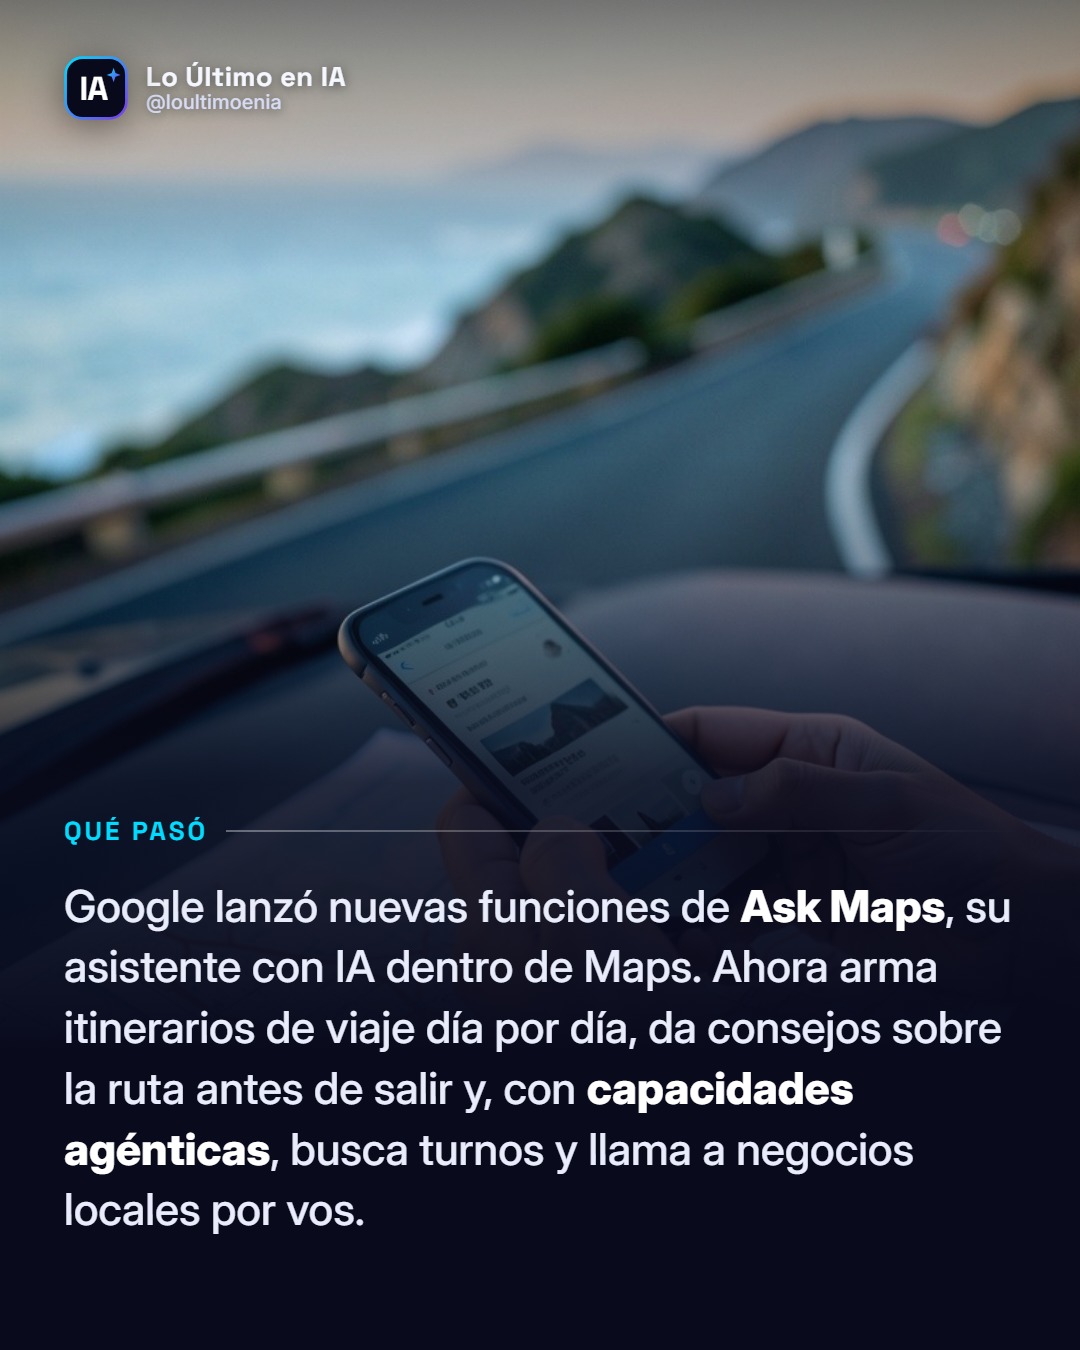 IA
Lo Último en IA
@loultimoenia
QUÉ PASÓ
Google lanzó nuevas funciones de Ask Maps, su
asistente con IA dentro de Maps. Ahora arma
itinerarios de viaje día por día, da consejos sobre
la ruta antes de salir y, con capacidades
agénticas, busca turnos y llama a negocios
locales por vos.